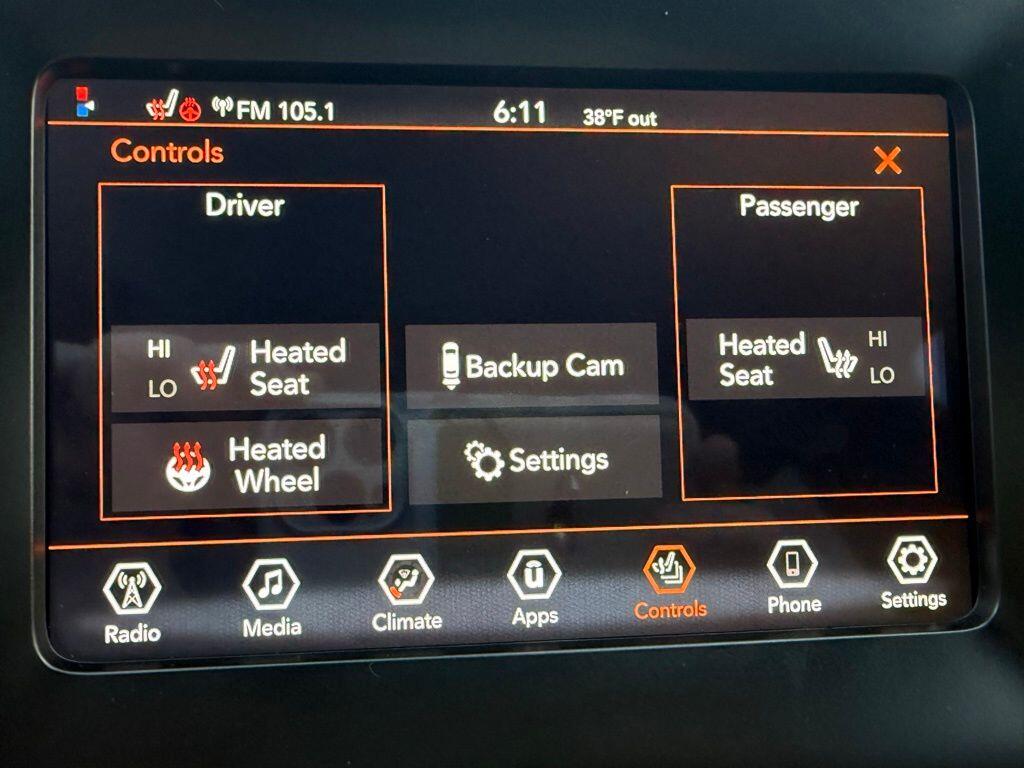 FM 105.1 6:11 38°F out
Controls
Driver
HI
LO
Heated
Seat
Heated
Wheel
Backup Cam
Settings
Passenger
Heated
Seat
HI
LO
Radio
Media
Climate
Apps
Controls
Phone
Settings